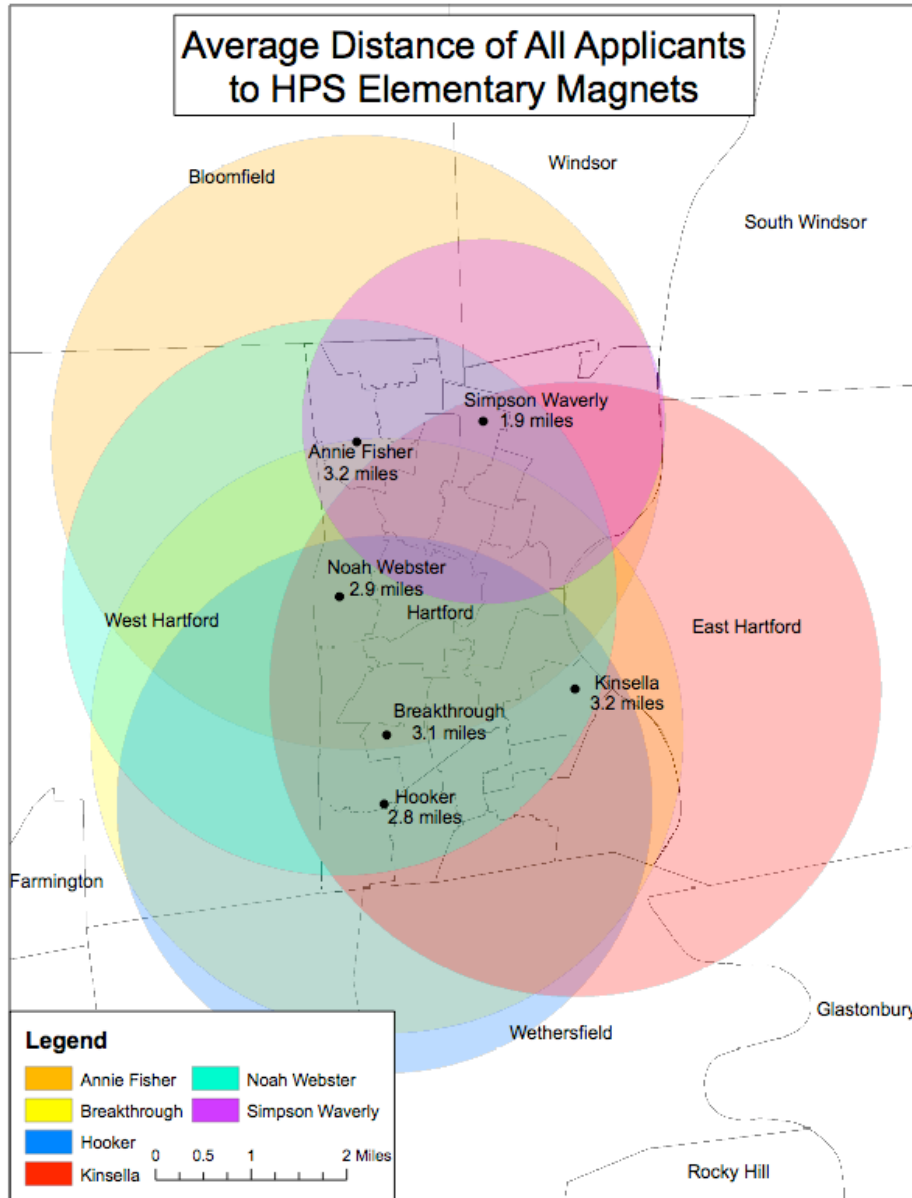 Average Distance of All Applicants
to HPS Elementary Magnets
Bloomfield
Windsor
South Windsor
Simpson Waverly
1.9 miles
Annie Fisher
3.2 miles
Noah Webster
2.9 miles
Hartford
West Hartford
East Hartford
Kinsella
3.2 miles
Breakthrough
3.1 miles
Hooker
2.8 miles
Farmington
Glastonbury
Wethersfield
Rocky Hill
Legend
Annie Fisher
Noah Webster
Breakthrough
Simpson Waverly
Hooker
Kinsella
0 0.5 1 2 Miles